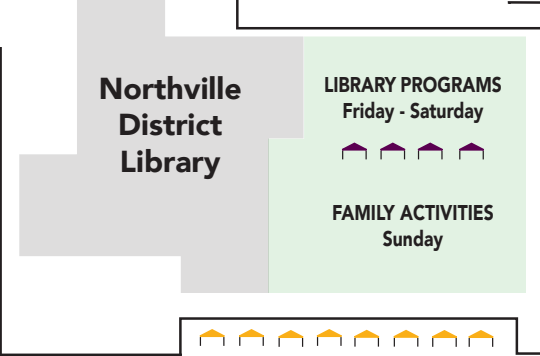 Northville
District
Library
LIBRARY PROGRAMS
Friday - Saturday
FAMILY ACTIVITIES
Sunday